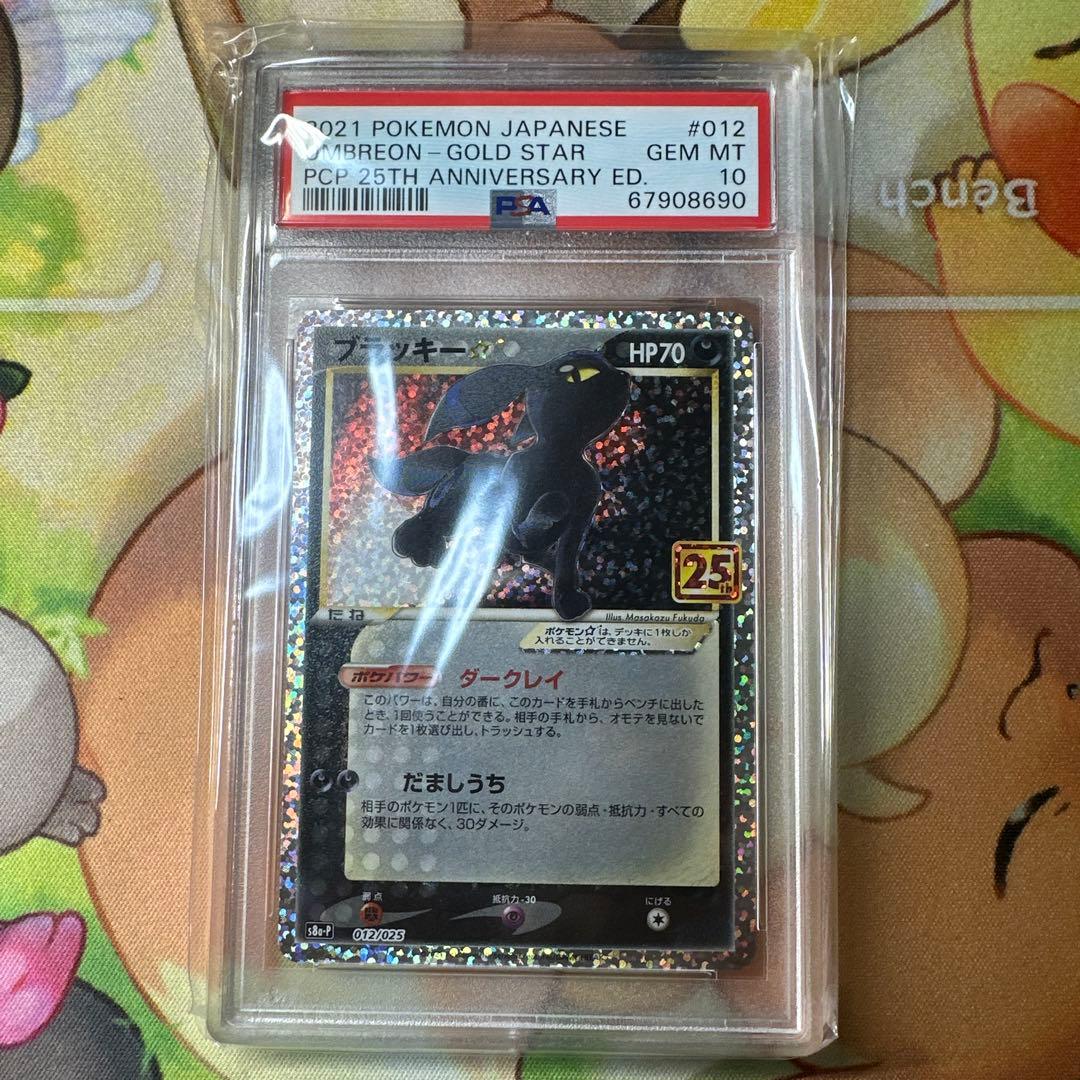 2021 POKEMON JAPANESE #012
UMBREON - GOLD STAR GEM MT
PCP 25TH ANNIVERSARY ED. 10
PSA 67908690
Bench
ブラッキー☆ HP70
25th
たね
Illus. Masakazu Fukuda
ポケモン☆は、デッキに1枚しか
入れることができません。
ポケパワー ダークレイ
このパワーは、自分の番に、このカードを手札からベンチに出した
とき、1回使うことができる。相手の手札から、オモテを見ないで
カードを1枚選び出し、トラッシュする。
だましうち
相手のポケモン1匹に、そのポケモンの弱点・抵抗力・すべての
効果に関係なく、30ダメージ。
弱点 抵抗力 -30 にげる
s8a-P 012/025